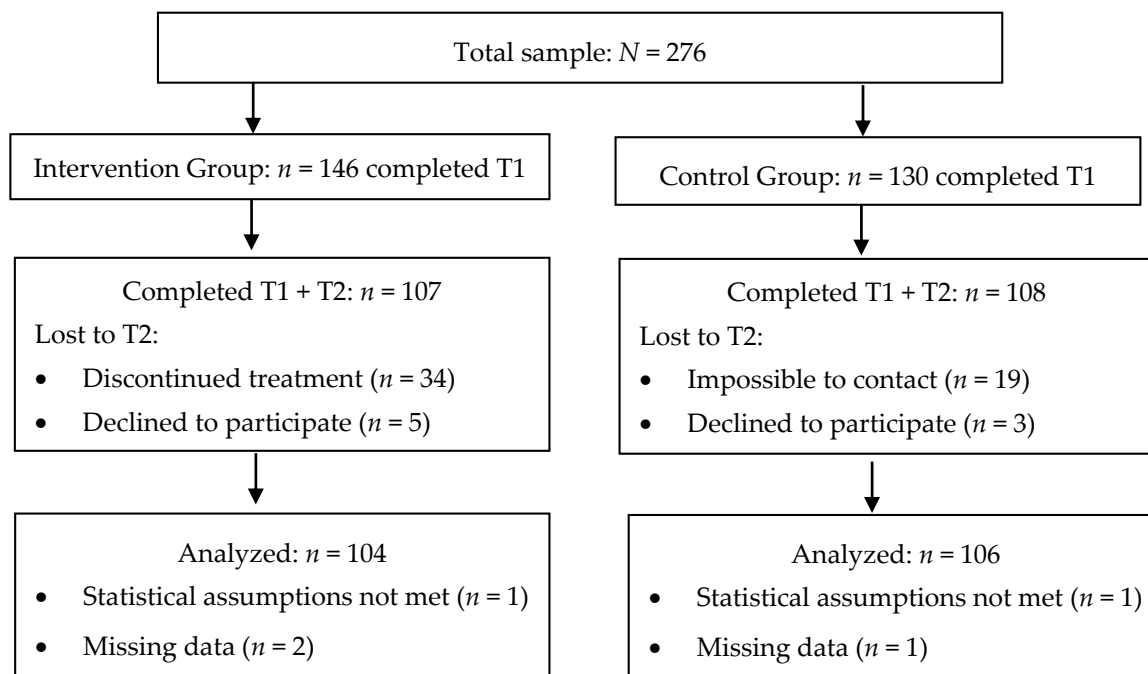 Total sample: N = 276
Intervention Group: n = 146 completed T1
Control Group: n = 130 completed T1
Completed T1 + T2: n = 107
Lost to T2:
• Discontinued treatment (n = 34)
• Declined to participate (n = 5)
Completed T1 + T2: n = 108
Lost to T2:
• Impossible to contact (n = 19)
• Declined to participate (n = 3)
Analyzed: n = 104
• Statistical assumptions not met (n = 1)
• Missing data (n = 2)
Analyzed: n = 106
• Statistical assumptions not met (n = 1)
• Missing data (n = 1)